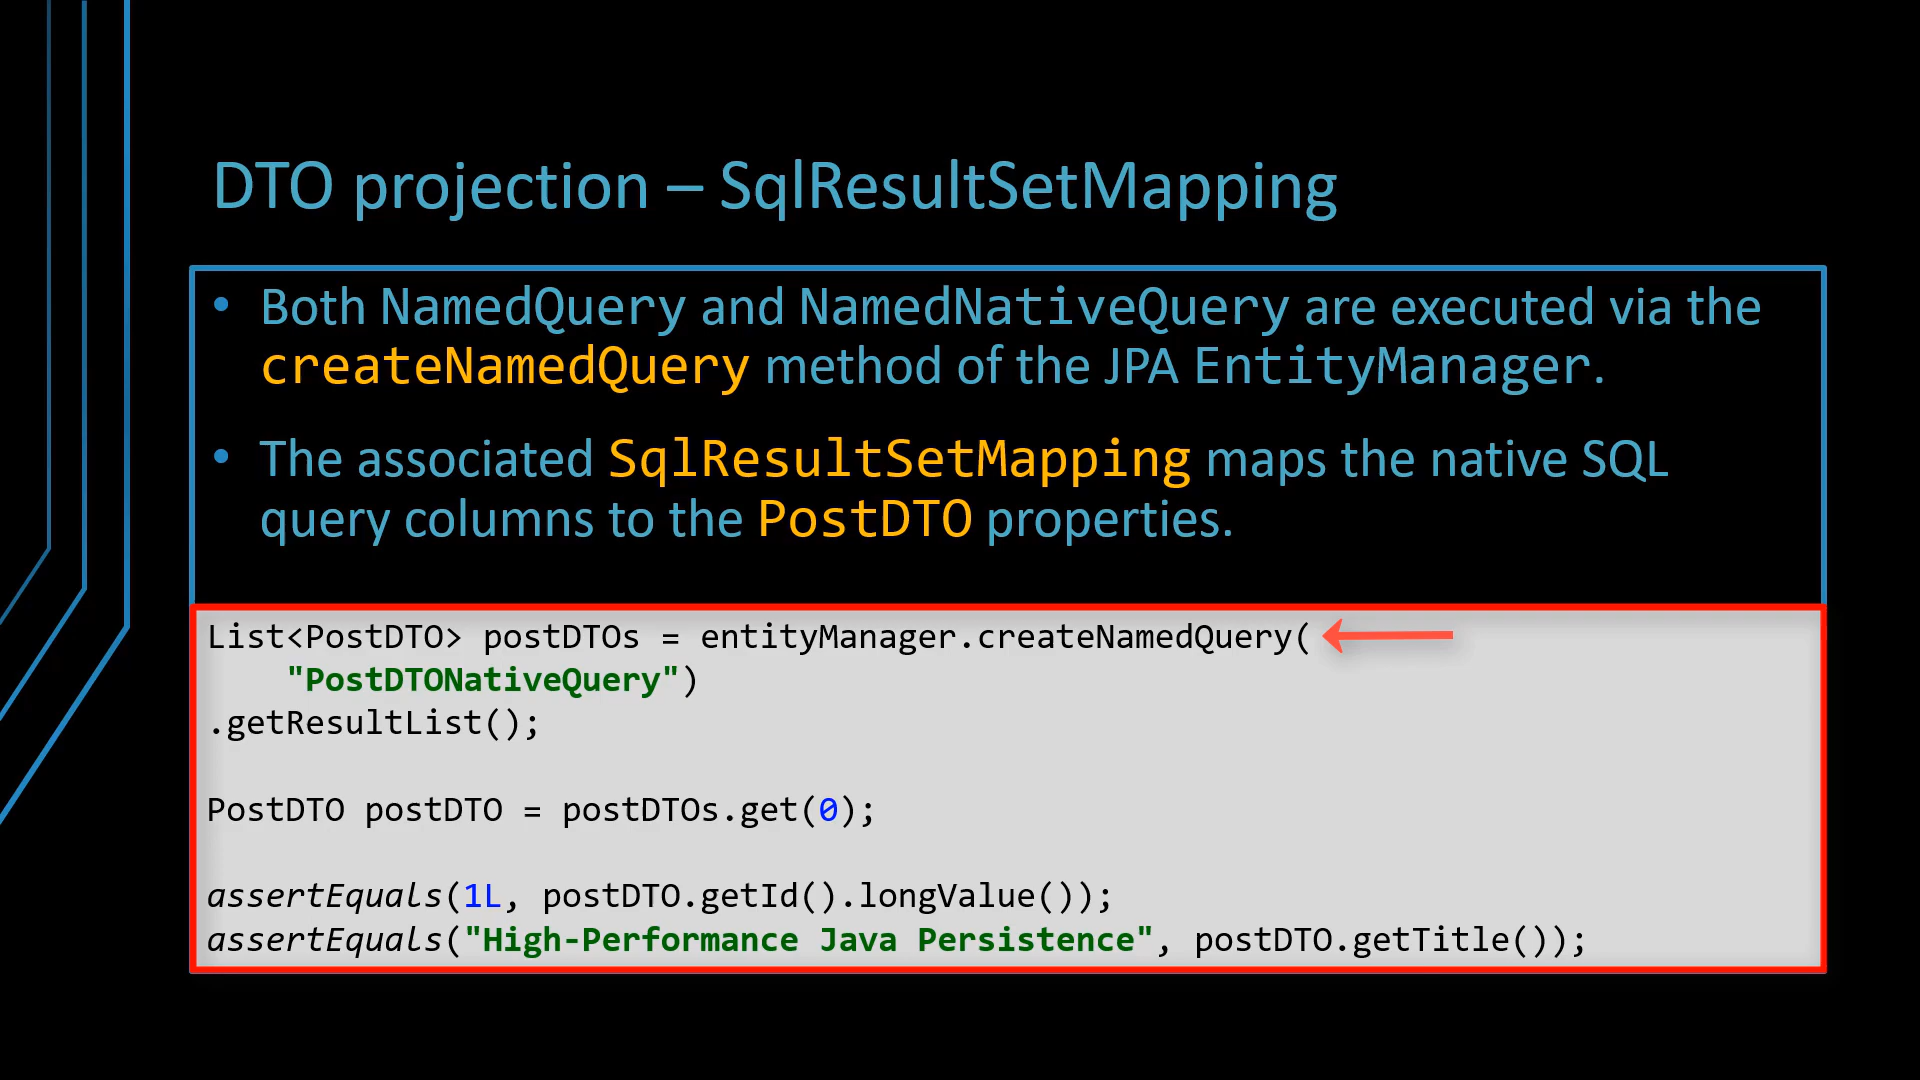 DTO projection – SqlResultSetMapping
• Both NamedQuery and NamedNativeQuery are executed via the
createNamedQuery method of the JPA EntityManager.
• The associated SqlResultSetMapping maps the native SQL
query columns to the PostDTO properties.
List<PostDTO> postDTOs = entityManager.createNamedQuery(
    "PostDTONativeQuery")
.getResultList();
PostDTO postDTO = postDTOs.get(0);
assertEquals(1L, postDTO.getId().longValue());
assertEquals("High-Performance Java Persistence", postDTO.getTitle());